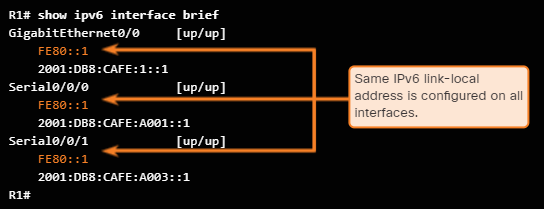 R1# show ipv6 interface brief
GigabitEthernet0/0 [up/up]
FE80::1
2001:DB8:CAFE:1::1
Serial0/0/0 [up/up]
FE80::1
2001:DB8:CAFE:A001::1
Serial0/0/1 [up/up]
FE80::1
2001:DB8:CAFE:A003::1
R1#
Same IPv6 link-local
address is configured on all
interfaces.